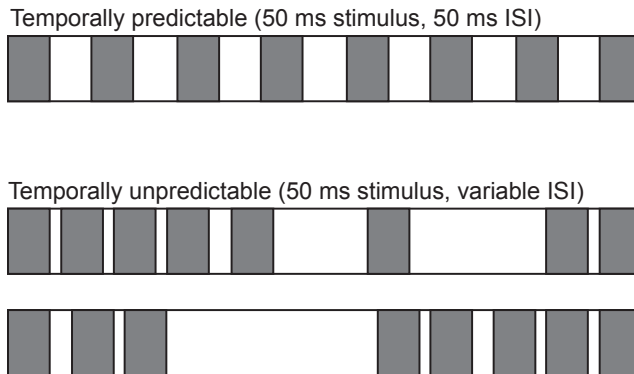 Temporally predictable (50 ms stimulus, 50 ms ISI)
Temporally unpredictable (50 ms stimulus, variable ISI)